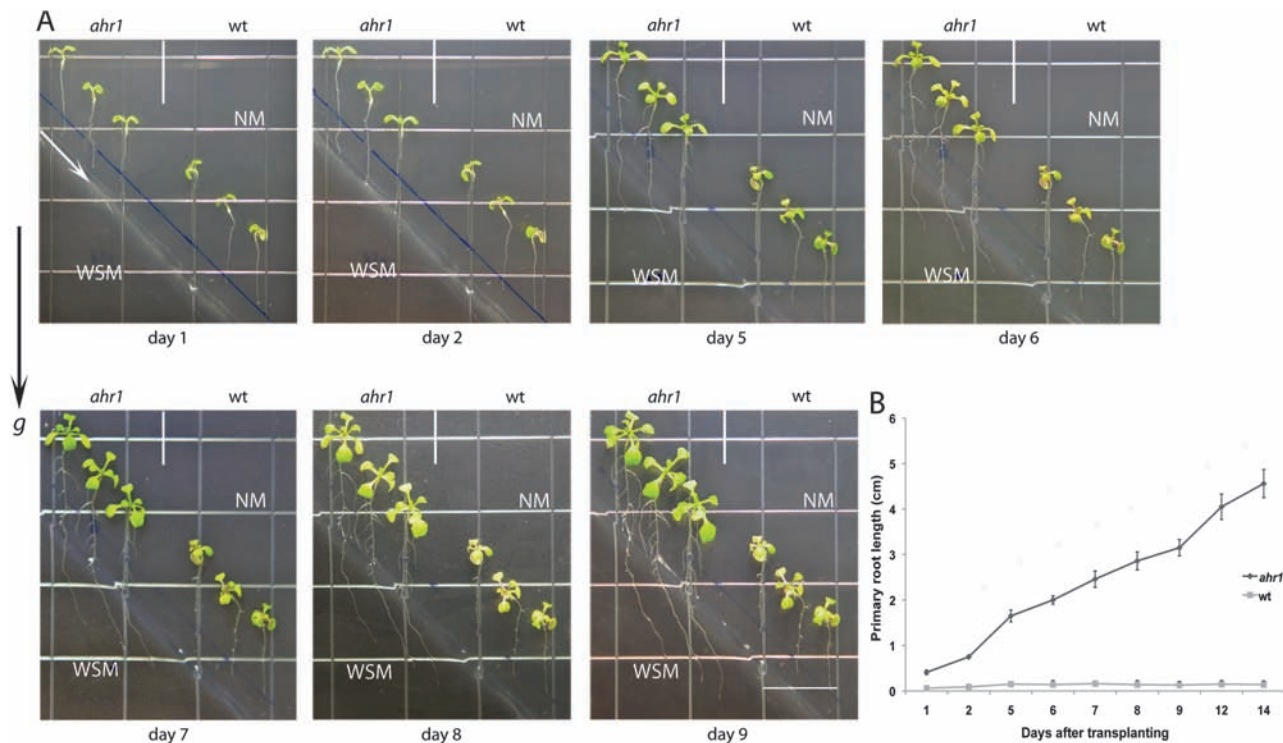 A
ahr1 wt
NM
WSM
day 1
ahr1 wt
NM
WSM
day 2
ahr1 wt
NM
WSM
day 5
ahr1 wt
NM
WSM
day 6
g
ahr1 wt
NM
WSM
day 7
ahr1 wt
NM
WSM
day 8
ahr1 wt
NM
WSM
day 9
B
Primary root length (cm)
6
5
4
3
2
1
0
1 2 5 6 7 8 9 12 14
Days after transplanting
ahr1
wt